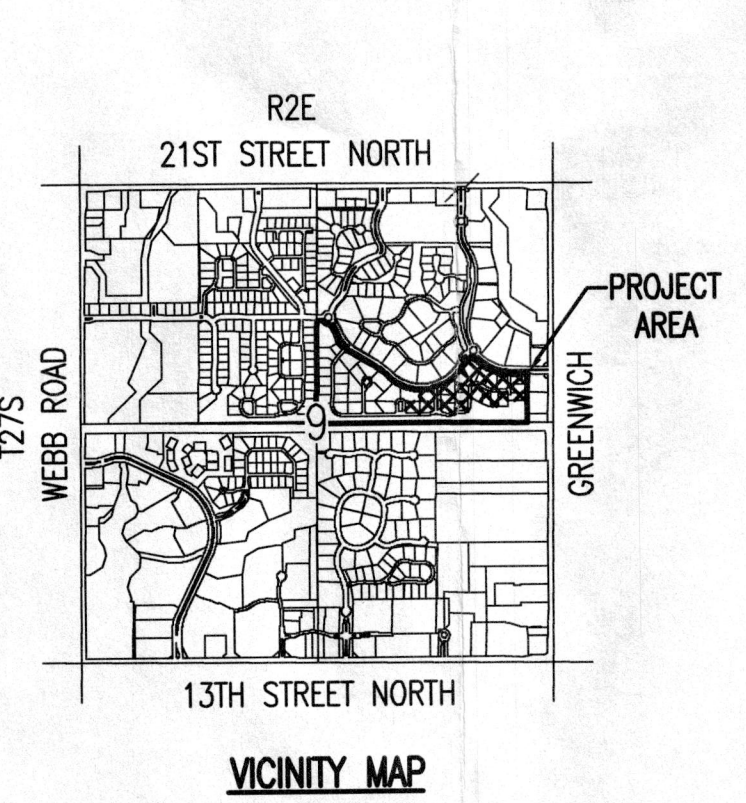 R2E
21ST STREET NORTH
PROJECT
AREA
T27S
WEBB ROAD
GREENWICH
9
13TH STREET NORTH
VICINITY MAP